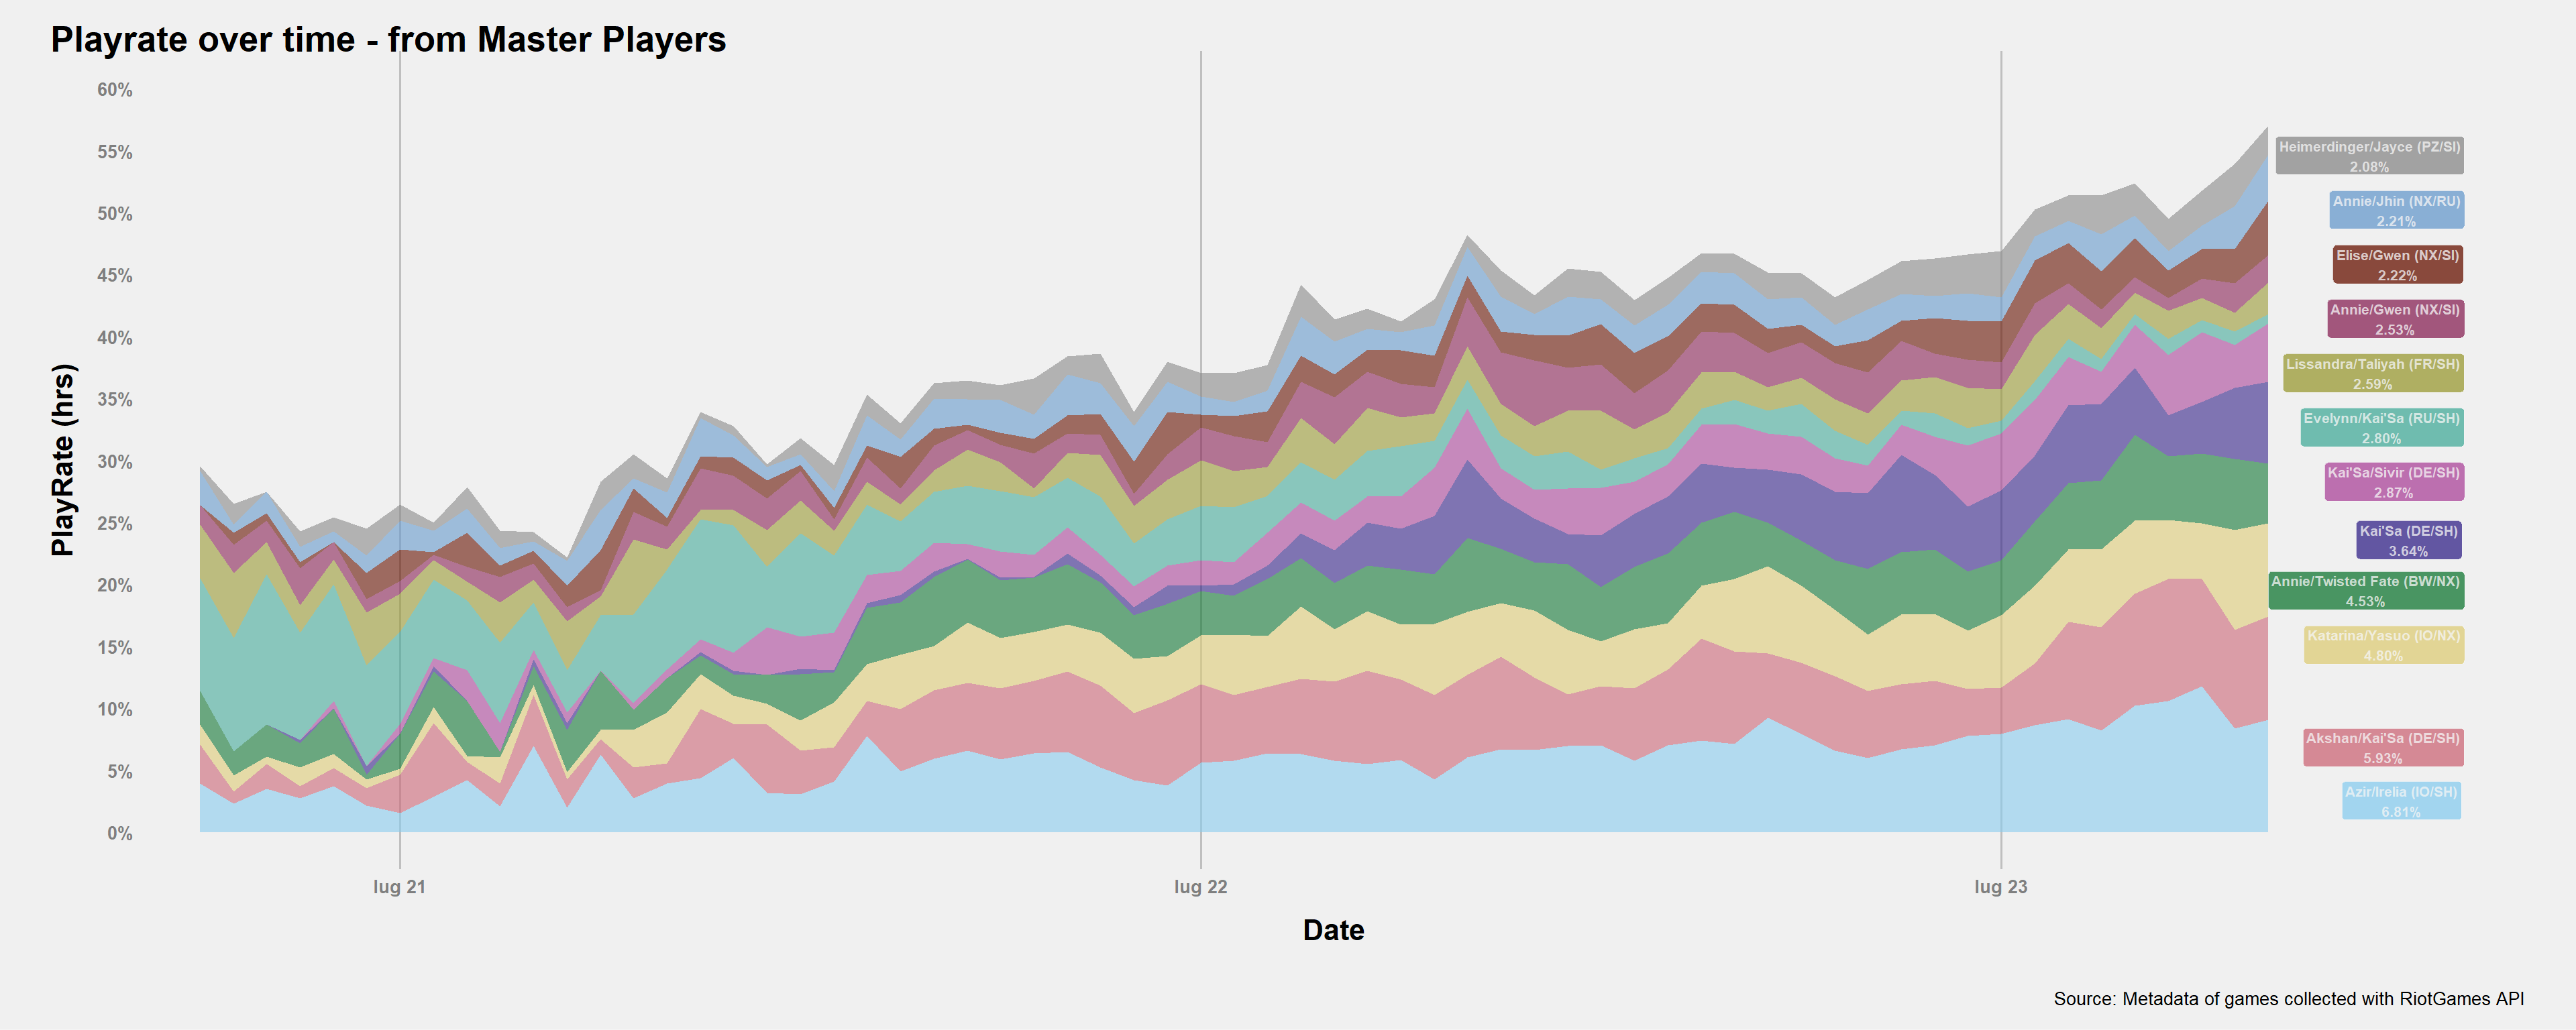 Playrate over time - from Master Players
PlayRate (hrs)
60%
55%
50%
45%
40%
35%
30%
25%
20%
15%
10%
5%
0%
Heimerdinger/Jayce (PZ/SI)
2.08%
Annie/Jhin (NX/RU)
2.21%
Elise/Gwen (NX/SI)
2.22%
Annie/Gwen (NX/SI)
2.53%
Lissandra/Taliyah (FR/SH)
2.59%
Evelynn/Kai'Sa (RU/SH)
2.80%
Kai'Sa/Sivir (DE/SH)
2.87%
Kai'Sa (DE/SH)
3.64%
Annie/Twisted Fate (BW/NX)
4.53%
Katarina/Yasuo (IO/NX)
4.80%
Akshan/Kai'Sa (DE/SH)
5.93%
Azir/Irelia (IO/SH)
6.81%
lug 21
lug 22
lug 23
Date
Source: Metadata of games collected with RiotGames API